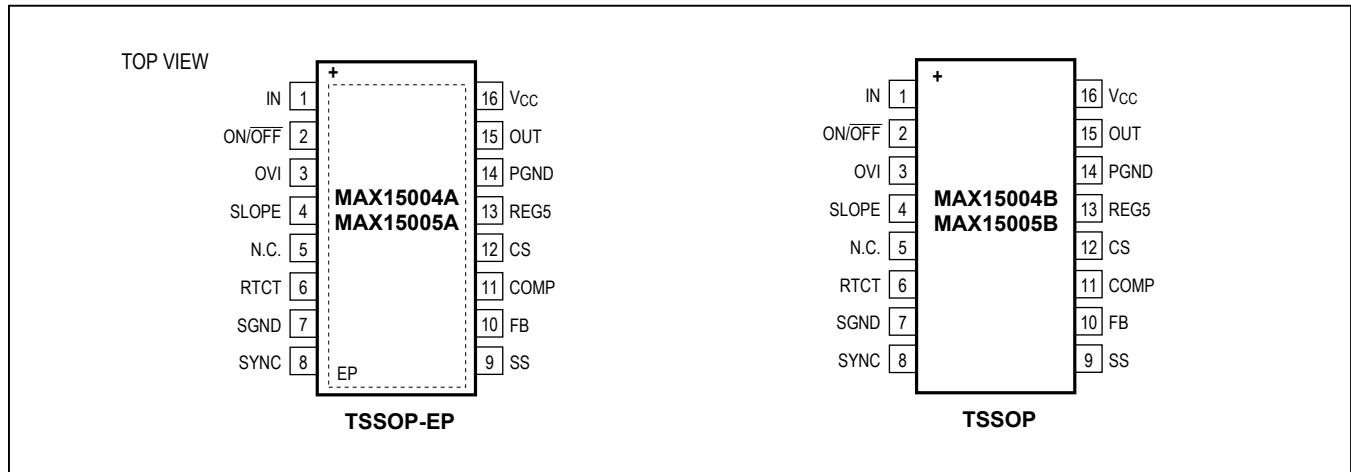 TOP VIEW
+
IN 1
ON/OFF 2
OVI 3
SLOPE 4
N.C. 5
RTCT 6
SGND 7
SYNC 8
MAX15004A
MAX15005A
EP
16 VCC
15 OUT
14 PGND
13 REG5
12 CS
11 COMP
10 FB
9 SS
TSSOP-EP
+
IN 1
ON/OFF 2
OVI 3
SLOPE 4
N.C. 5
RTCT 6
SGND 7
SYNC 8
MAX15004B
MAX15005B
16 VCC
15 OUT
14 PGND
13 REG5
12 CS
11 COMP
10 FB
9 SS
TSSOP